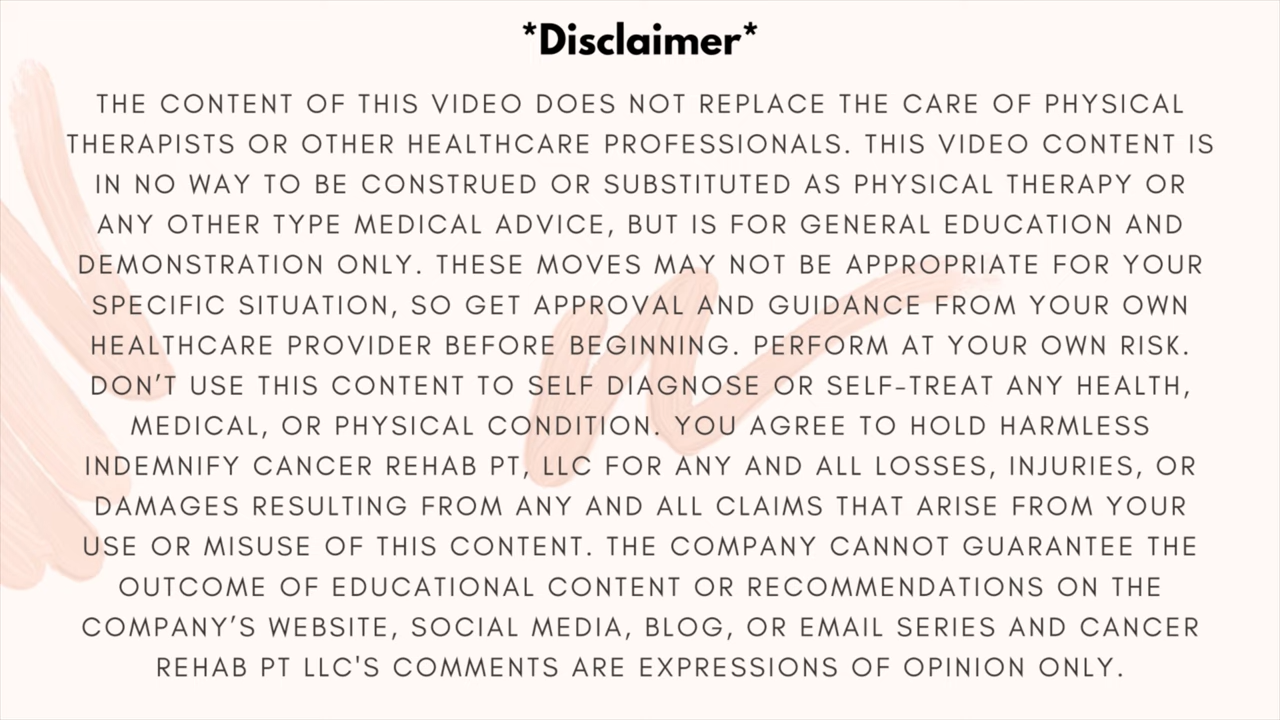 *Disclaimer*
THE CONTENT OF THIS VIDEO DOES NOT REPLACE THE CARE OF PHYSICAL
THERAPISTS OR OTHER HEALTHCARE PROFESSIONALS. THIS VIDEO CONTENT IS
IN NO WAY TO BE CONSTRUED OR SUBSTITUTED AS PHYSICAL THERAPY OR
ANY OTHER TYPE MEDICAL ADVICE, BUT IS FOR GENERAL EDUCATION AND
DEMONSTRATION ONLY. THESE MOVES MAY NOT BE APPROPRIATE FOR YOUR
SPECIFIC SITUATION, SO GET APPROVAL AND GUIDANCE FROM YOUR OWN
HEALTHCARE PROVIDER BEFORE BEGINNING. PERFORM AT YOUR OWN RISK.
DON’T USE THIS CONTENT TO SELF DIAGNOSE OR SELF-TREAT ANY HEALTH,
MEDICAL, OR PHYSICAL CONDITION. YOU AGREE TO HOLD HARMLESS
INDEMNIFY CANCER REHAB PT, LLC FOR ANY AND ALL LOSSES, INJURIES, OR
DAMAGES RESULTING FROM ANY AND ALL CLAIMS THAT ARISE FROM YOUR
USE OR MISUSE OF THIS CONTENT. THE COMPANY CANNOT GUARANTEE THE
OUTCOME OF EDUCATIONAL CONTENT OR RECOMMENDATIONS ON THE
COMPANY’S WEBSITE, SOCIAL MEDIA, BLOG, OR EMAIL SERIES AND CANCER
REHAB PT LLC'S COMMENTS ARE EXPRESSIONS OF OPINION ONLY.